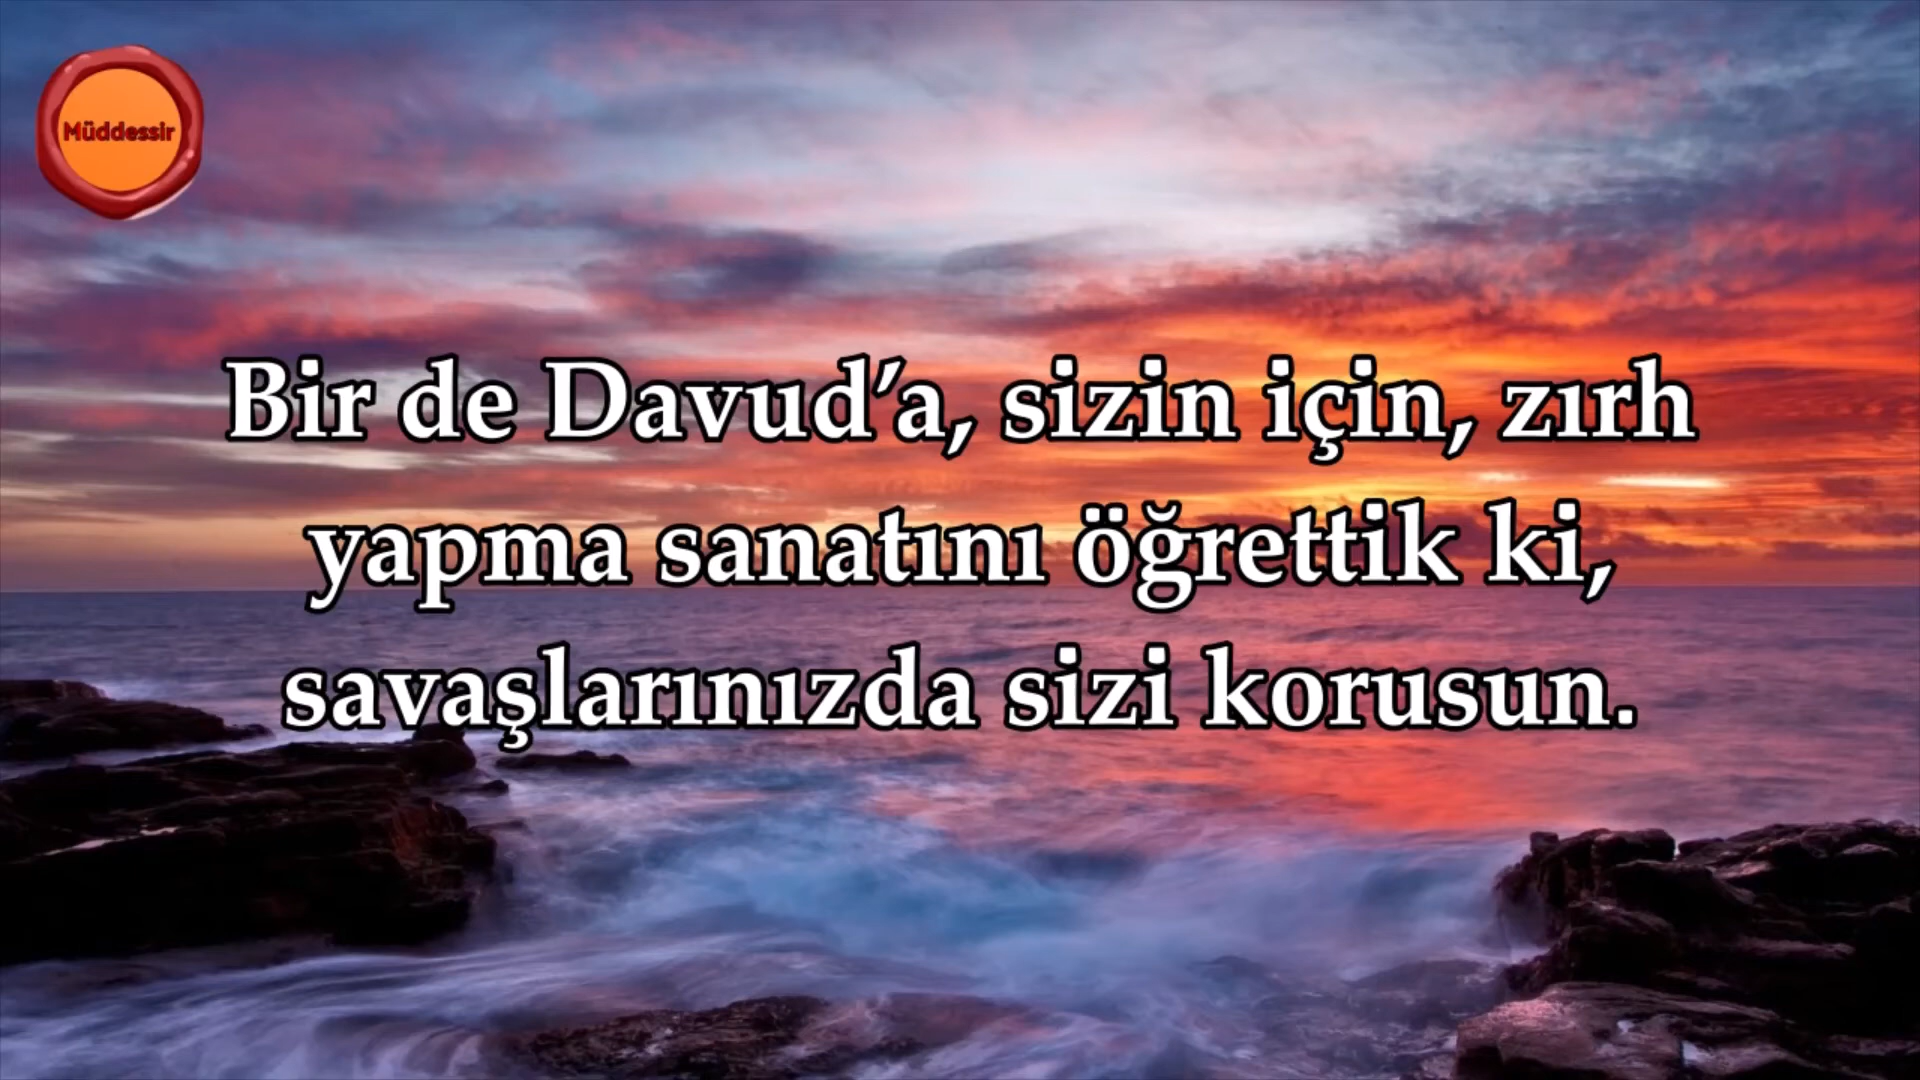 Müddessir
Bir de Davud’a, sizin için, zırh
yapma sanatını öğrettik ki,
savaşlarınızda sizi korusun.